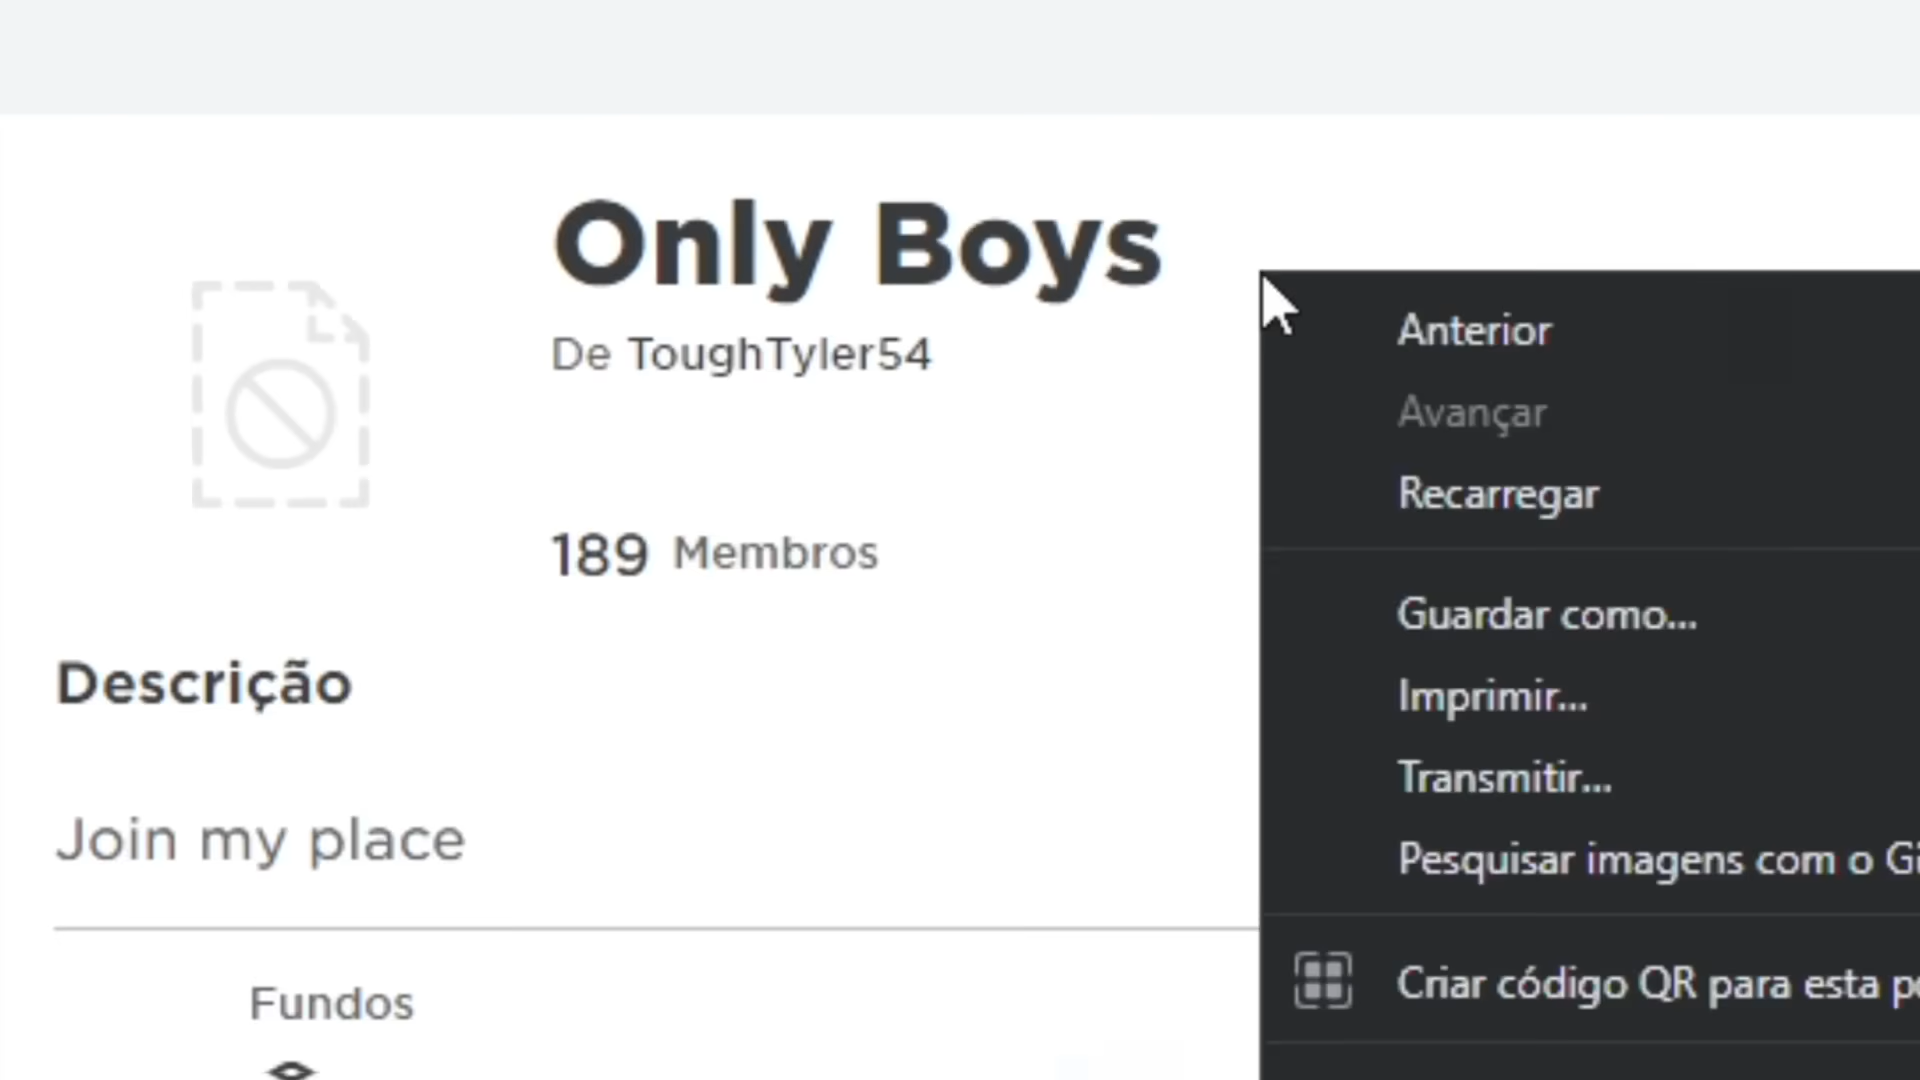 Only Boys
De ToughTyler54
189 Membros
Descrição
Join my place
Fundos
Anterior
Avançar
Recarregar
Guardar como...
Imprimir...
Transmitir...
Pesquisar imagens com o
Criar código QR para esta